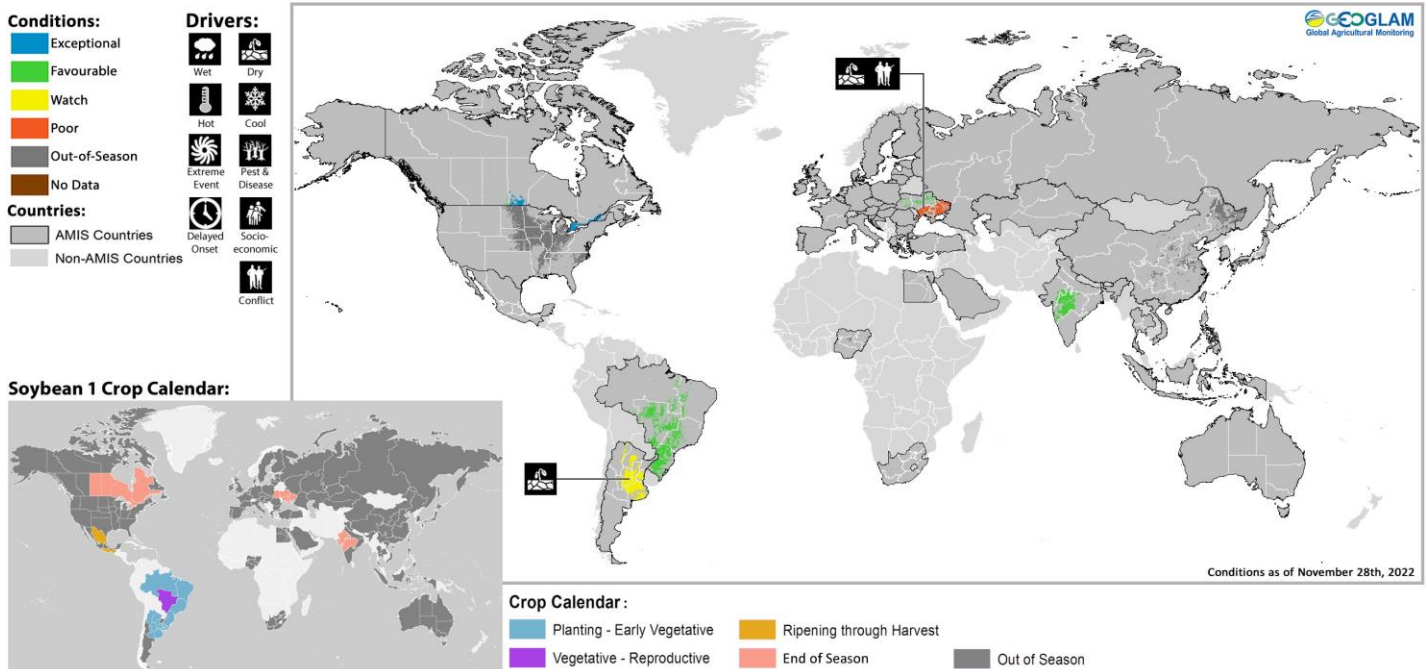 Conditions:
Exceptional
Favourable
Watch
Poor
Out-of-Season
No Data
Countries:
AMIS Countries
Non-AMIS Countries
Drivers:
Wet
Dry
Hot
Cool
Extreme Event
Pest & Disease
Delayed Onset
Socio-economic
Conflict
GEOGLAM
Global Agricultural Monitoring
Conditions as of November 28th, 2022
Soybean 1 Crop Calendar:
Crop Calendar :
Planting - Early Vegetative
Ripening through Harvest
Vegetative - Reproductive
End of Season
Out of Season